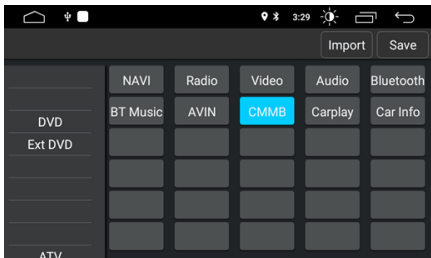 3:29
Import Save
NAVI Radio Video Audio Bluetooth
DVD BT Music AVIN CMMB Carplay Car Info
Ext DVD
ATV